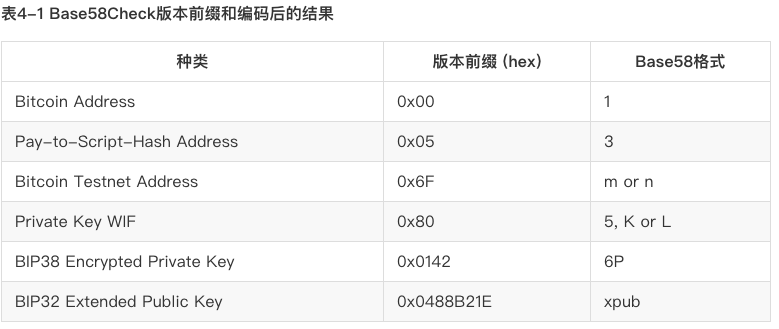 表4-1 Base58Check版本前缀和编码后的结果
种类 版本前缀 (hex) Base58格式
Bitcoin Address 0x00 1
Pay-to-Script-Hash Address 0x05 3
Bitcoin Testnet Address 0x6F m or n
Private Key WIF 0x80 5, K or L
BIP38 Encrypted Private Key 0x0142 6P
BIP32 Extended Public Key 0x0488B21E xpub